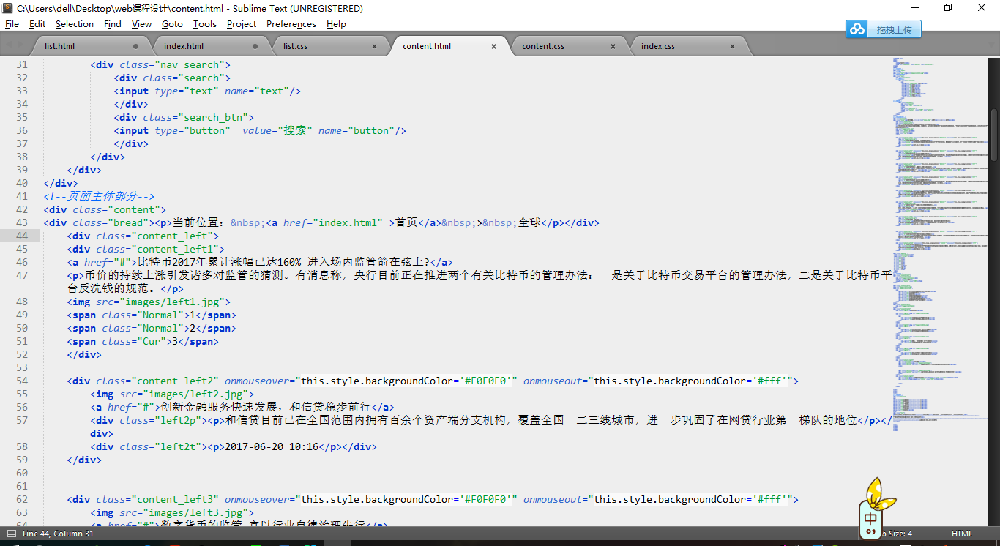 C:\Users\dell\Desktop\web课程设计\content.html - Sublime Text (UNREGISTERED)
File Edit Selection Find View Goto Tools Project Preferences Help
拖拽上传
list.html index.html list.css content.html content.css index.css
31 <div class="nav_search">
32 <div class="search">
33 <input type="text" name="text"/>
34 </div>
35 <div class="search_btn">
36 <input type="button"  value="搜索" name="button"/>
37 </div>
38 </div>
39 </div>
40 </div>
41 <!--页面主体部分-->
42 <div class="content">
43 <div class="bread"><p>当前位置：&nbsp;<a href="index.html" >首页</a>&nbsp;>&nbsp;全球</p></div>
44 <div class="content_left">
45 <div class="content_left1">
46 <a href="#">比特币2017年累计涨幅已达160% 进入场内监管箭在弦上?</a>
47 <p>币价的持续上涨引发诸多对监管的猜测。有消息称，央行目前正在推进两个有关比特币的管理办法：一是关于比特币交易平台的管理办法，二是关于比特币平
台反洗钱的规范。</p>
48 <img src="images/left1.jpg">
49 <span class="Normal">1</span>
50 <span class="Normal">2</span>
51 <span class="Cur">3</span>
52 </div>
53
54 <div class="content_left2" onmouseover="this.style.backgroundColor='#F0F0F0'" onmouseout="this.style.backgroundColor='#fff'">
55 <img src="images/left2.jpg">
56 <a href="#">创新金融服务快速发展，和信贷稳步前行</a>
57 <div class="left2p"><p>和信贷目前已在全国范围内拥有百余个资产端分支机构，覆盖全国一二三线城市，进一步巩固了在网贷行业第一梯队的地位</p></
div>
58 <div class="left2t"><p>2017-06-20 10:16</p></div>
59 </div>
60
61
62 <div class="content_left3" onmouseover="this.style.backgroundColor='#F0F0F0'" onmouseout="this.style.backgroundColor='#fff'">
63 <img src="images/left3.jpg">
64 <a href="#">数字货币的监管 宜以行业自律治理先行</a>
中
Line 44, Column 31 Size: 4 HTML